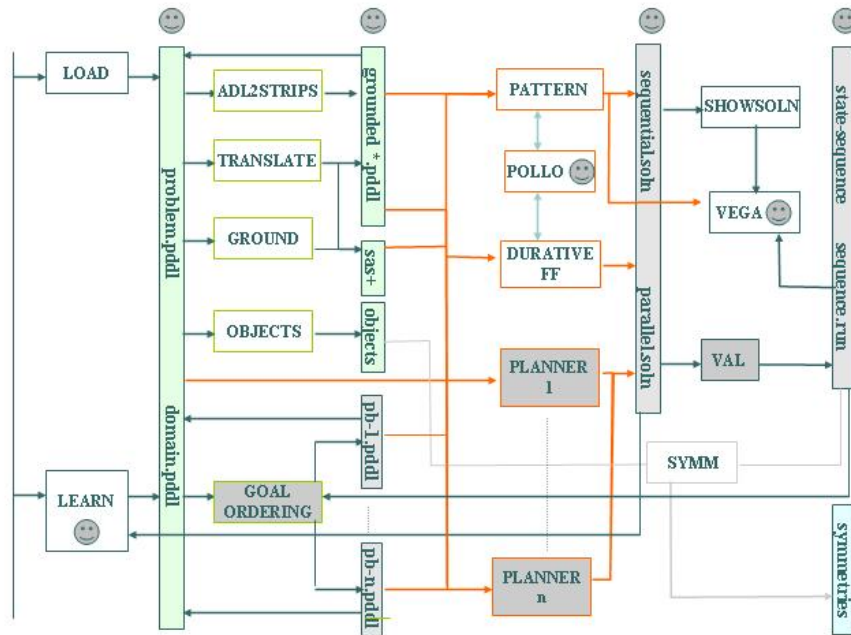 LOAD
ADL2STRIPS
TRANSLATE
GROUND
OBJECTS
LEARN
GOAL
ORDERING
problem.pddl
domain.pddl
grounded *.pddl
sas+
objects
pb-1.pddl
pb-n.pddl
PATTERN
POLLO
DURATIVE
FF
PLANNER
1
PLANNER
n
sequential.soln
parallel.soln
SHOWSOLN
VEGA
VAL
SYMM
state-sequence
sequence.run
symmetries